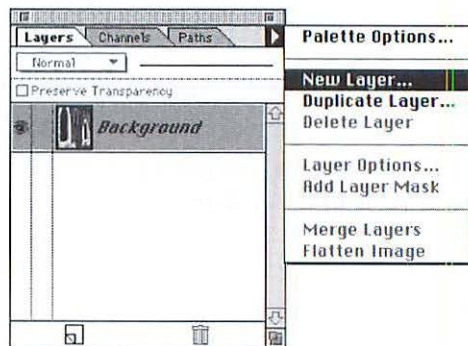 Layers Channels Paths
Normal
Preserve Transparency
Background
Palette Options...
New Layer...
Duplicate Layer...
Delete Layer
Layer Options...
Add Layer Mask
Merge Layers
Flatten Image